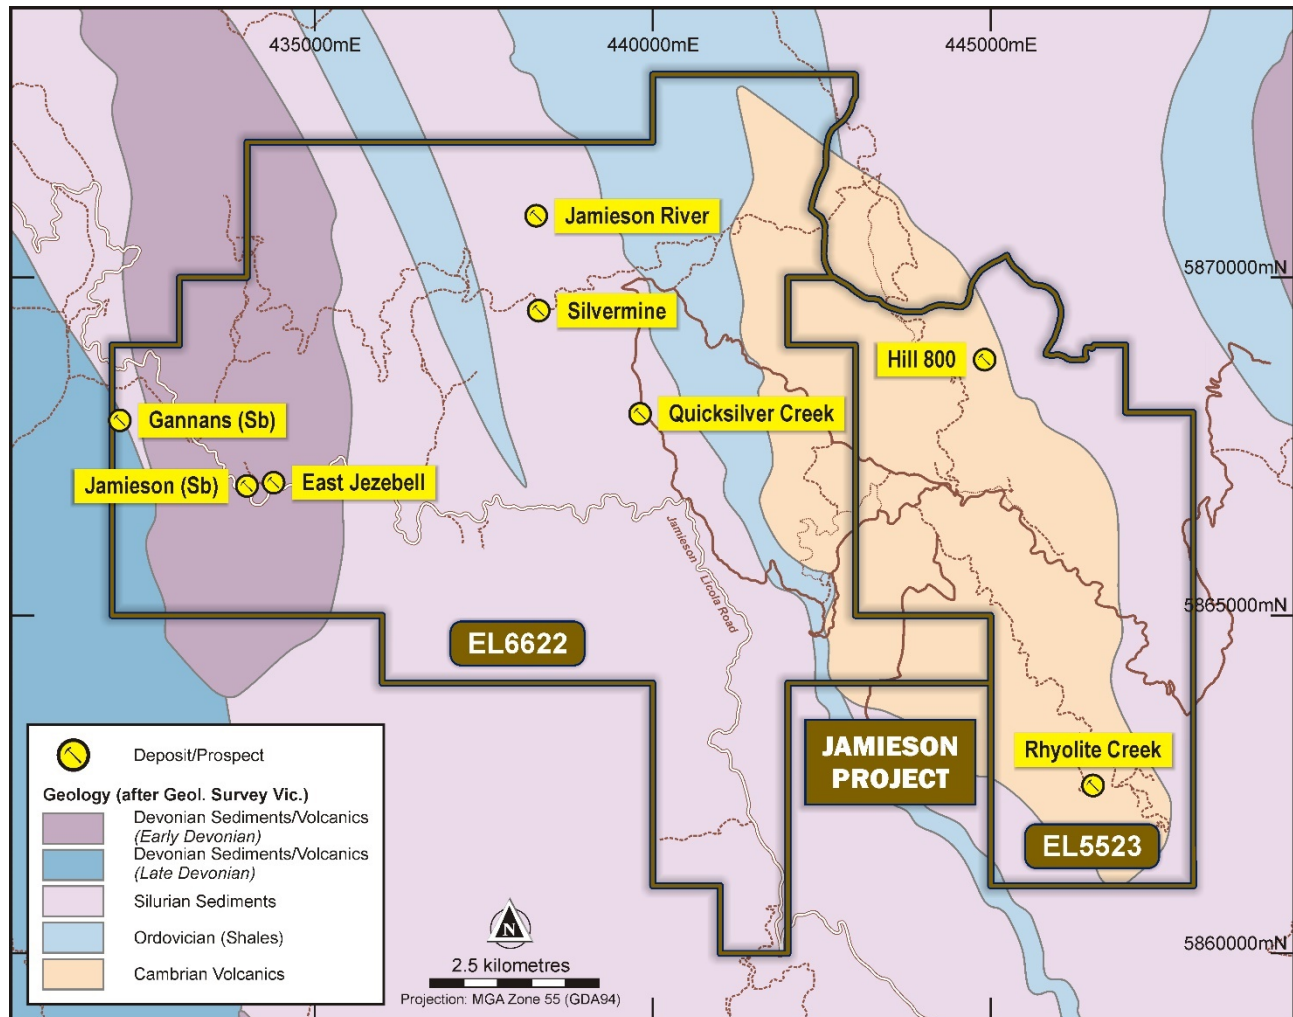 435000mE
440000mE
445000mE
Jamieson River
5870000mN
Silvermine
Hill 800
Gannans (Sb)
Quicksilver Creek
Jamieson (Sb)
East Jezebell
Jamieson Licola Road
5865000mN
EL6622
JAMIESON
PROJECT
Rhyolite Creek
EL5523
Deposit/Prospect
Geology (after Geol. Survey Vic.)
Devonian Sediments/Volcanics
(Early Devonian)
Devonian Sediments/Volcanics
(Late Devonian)
Silurian Sediments
Ordovician (Shales)
Cambrian Volcanics
N
2.5 kilometres
Projection: MGA Zone 55 (GDA94)
5860000mN